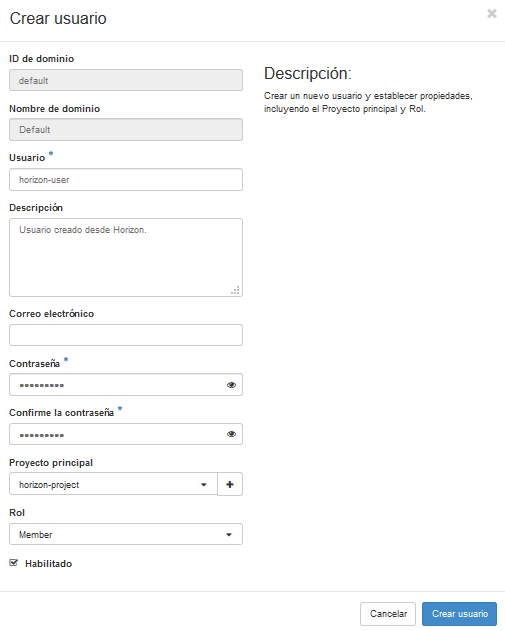 Crear usuario
×
ID de dominio
default
Nombre de dominio
Default
Usuario *
horizon-user
Descripción
Usuario creado desde Horizon.
Correo electrónico
Contraseña *
•••••••••
Confirme la contraseña *
•••••••••
Proyecto principal
horizon-project
Rol
Member
Habilitado
Descripción:
Crear un nuevo usuario y establecer propiedades,
incluyendo el Proyecto principal y Rol.
Cancelar
Crear usuario